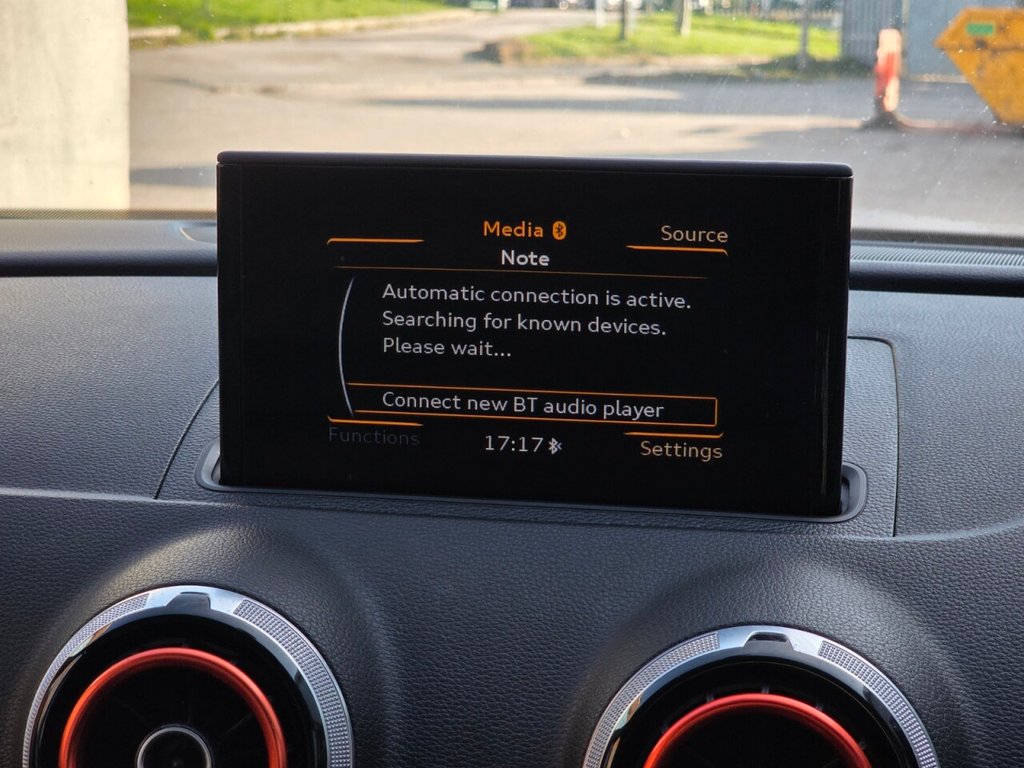 Media
Source
Note
Automatic connection is active.
Searching for known devices.
Please wait...
Connect new BT audio player
Functions
17:17
Settings